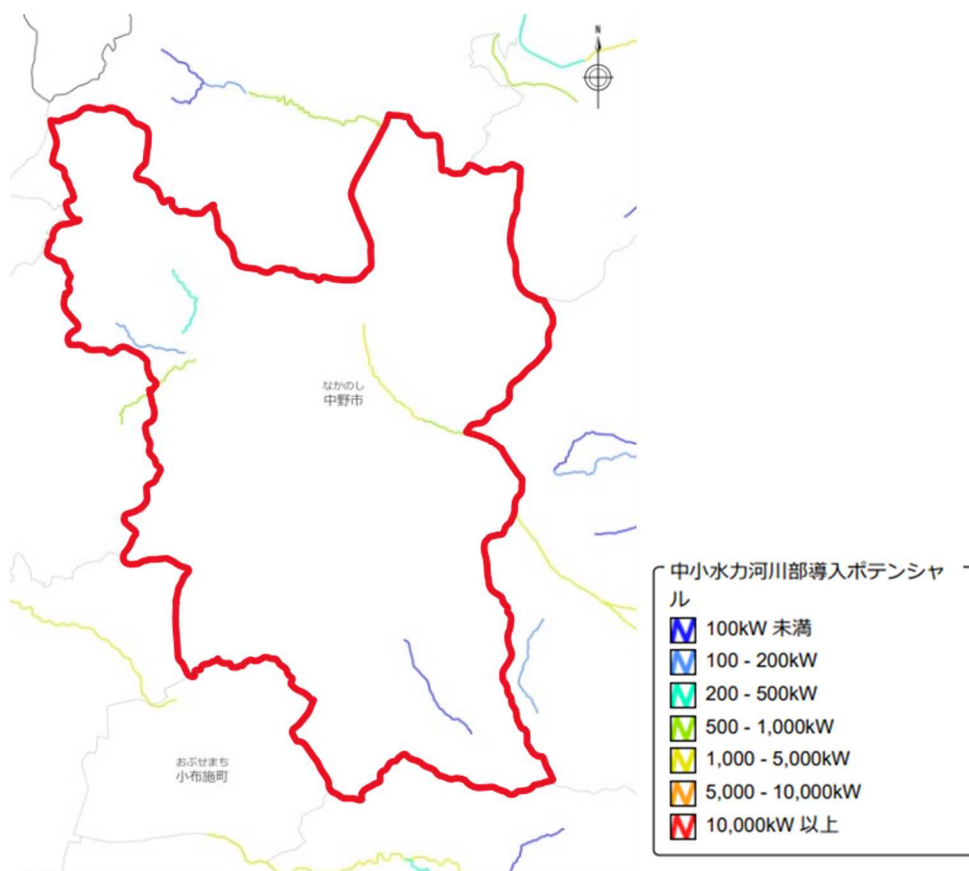 N
なかのし
中野市
おぶせまち
小布施町
中小水力河川部導入ポテンシャ
ル
100kW 未満
100 - 200kW
200 - 500kW
500 - 1,000kW
1,000 - 5,000kW
5,000 - 10,000kW
10,000kW 以上